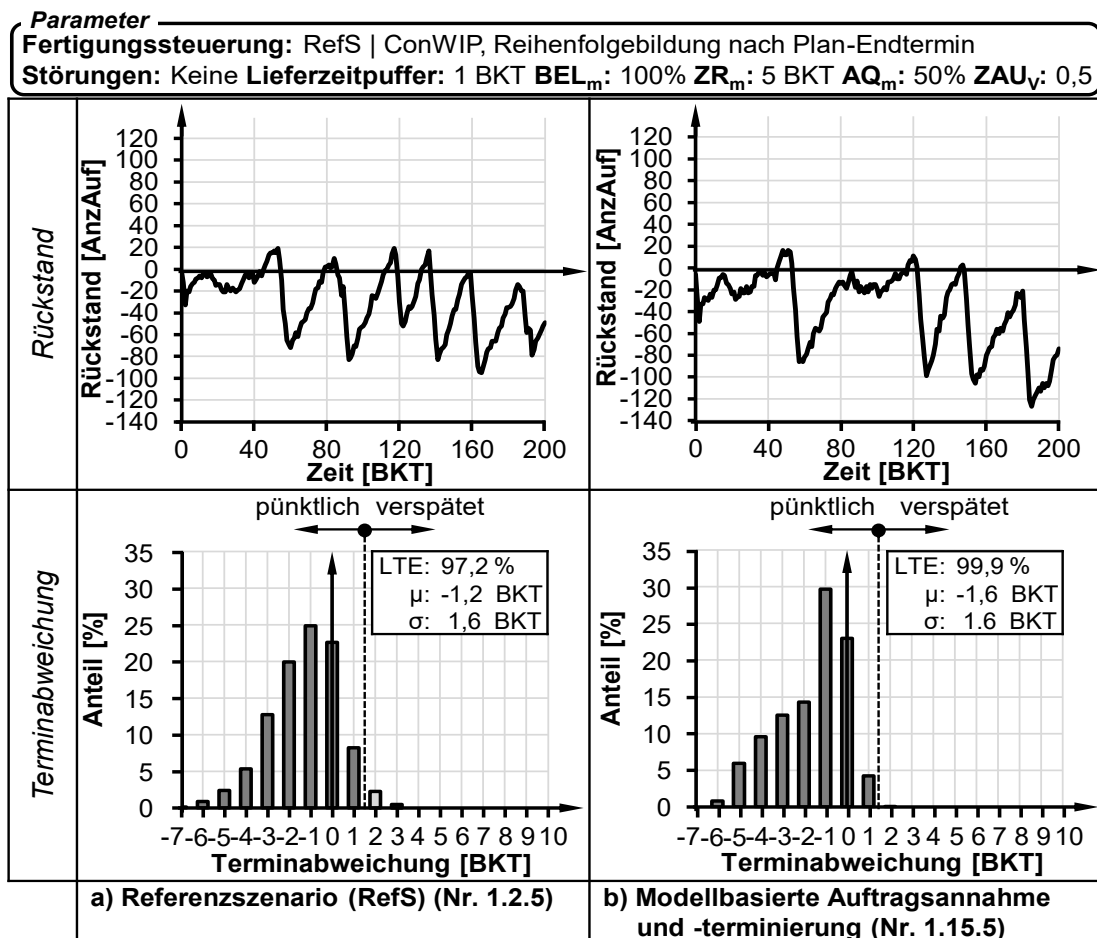 Parameter
Fertigungssteuerung: RefS | ConWIP, Reihenfolgebildung nach Plan-Endtermin
Störungen: Keine Lieferzeitpuffer: 1 BKT BELm: 100% ZRm: 5 BKT AQm: 50% ZAUV: 0,5
Rückstand
Rückstand [AnzAuf]
120
100
80
60
40
20
0
-20
-40
-60
-80
-100
-120
-140
0 40 80 120 160 200
Zeit [BKT]
Rückstand [AnzAuf]
120
100
80
60
40
20
0
-20
-40
-60
-80
-100
-120
-140
0 40 80 120 160 200
Zeit [BKT]
Terminabweichung
pünktlich verspätet
Anteil [%]
35
30
25
20
15
10
5
0
LTE: 97,2 %
µ: -1,2 BKT
σ: 1,6 BKT
-7 -6 -5 -4 -3 -2 -1 0 1 2 3 4 5 6 7 8 9 10
Terminabweichung [BKT]
pünktlich verspätet
Anteil [%]
35
30
25
20
15
10
5
0
LTE: 99,9 %
µ: -1,6 BKT
σ: 1.6 BKT
-7 -6 -5 -4 -3 -2 -1 0 1 2 3 4 5 6 7 8 9 10
Terminabweichung [BKT]
a) Referenzszenario (RefS) (Nr. 1.2.5)
b) Modellbasierte Auftragsannahme
und -terminierung (Nr. 1.15.5)